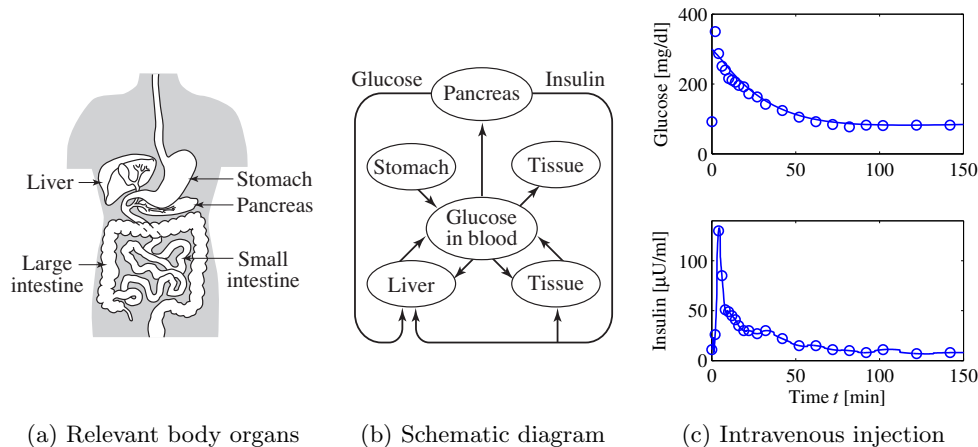 Liver
Stomach
Pancreas
Large
intestine
Small
intestine
(a) Relevant body organs
Glucose
Insulin
Pancreas
Stomach
Tissue
Glucose
in blood
Liver
Tissue
(b) Schematic diagram
Glucose [mg/dl]
400
200
0
0
50
100
150
Insulin [µU/ml]
100
50
0
0
50
100
150
Time t [min]
(c) Intravenous injection